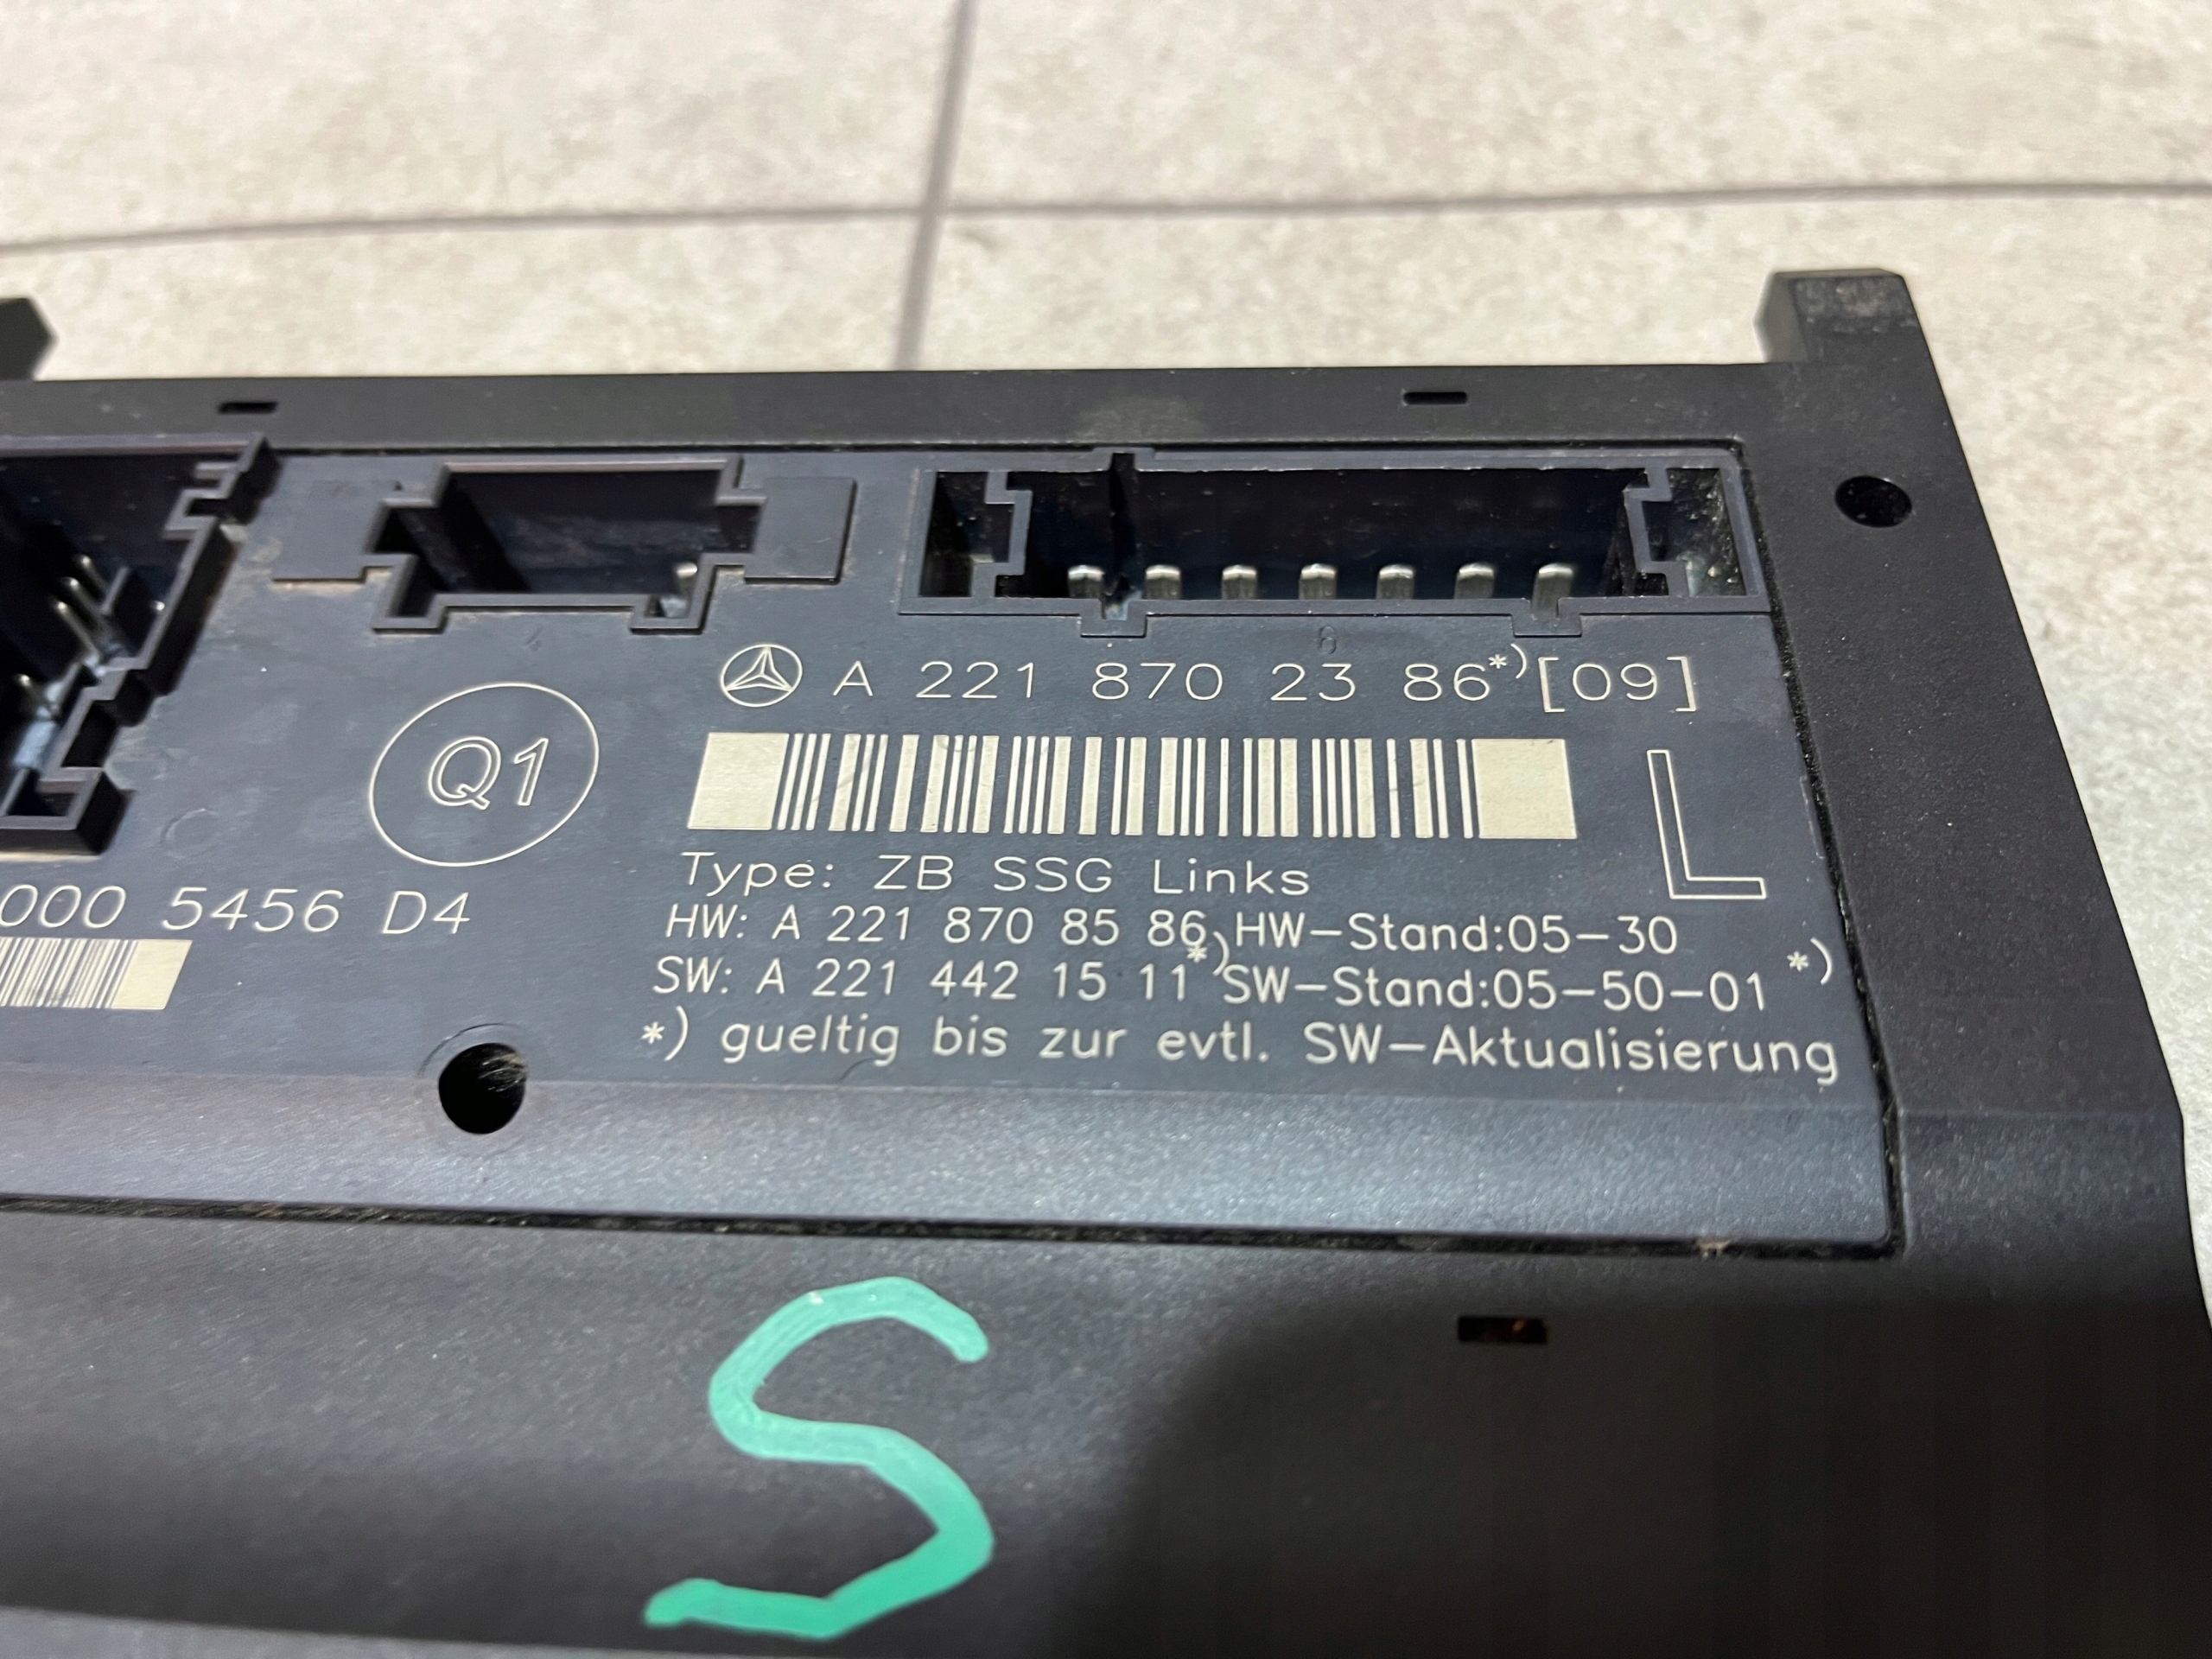 A 221 870 23 86*)[09]
Q1
L
Type: ZB SSG Links
000 5456 D4
HW: A 221 870 85 86, HW-Stand:05-30
SW: A 221 442 15 11*) SW-Stand:05-50-01 *)
*) gueltig bis zur evtl. SW-Aktualisierung
S